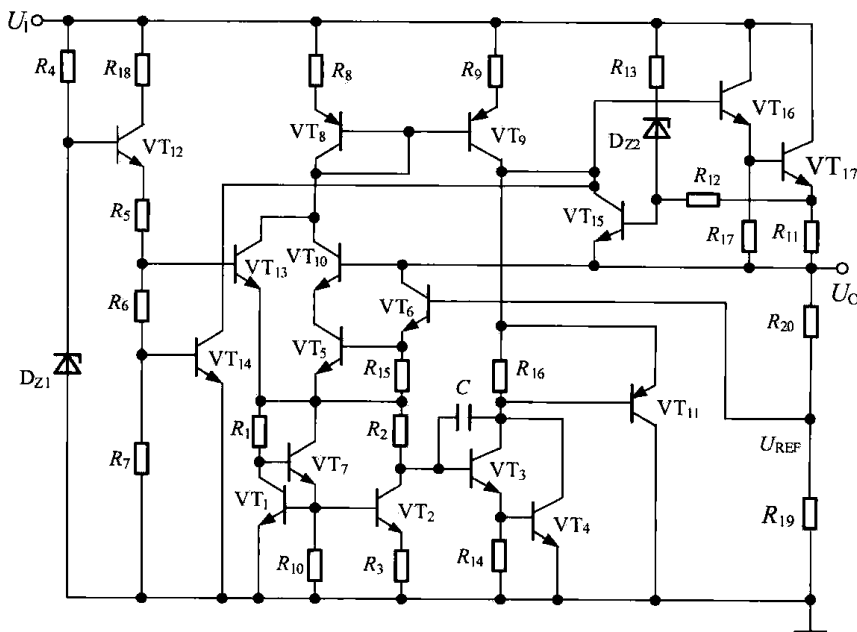 U_I
R_4
R_18
R_8
R_9
R_13
VT_16
VT_12
VT_8
VT_9
D_Z2
VT_17
R_12
R_5
VT_15
R_17
R_11
VT_13
VT_10
U_O
VT_6
R_6
R_20
VT_14
VT_5
R_15
R_16
D_Z1
C
VT_11
R_1
R_2
U_REF
R_7
VT_7
VT_3
VT_1
VT_2
VT_4
R_19
R_10
R_3
R_14